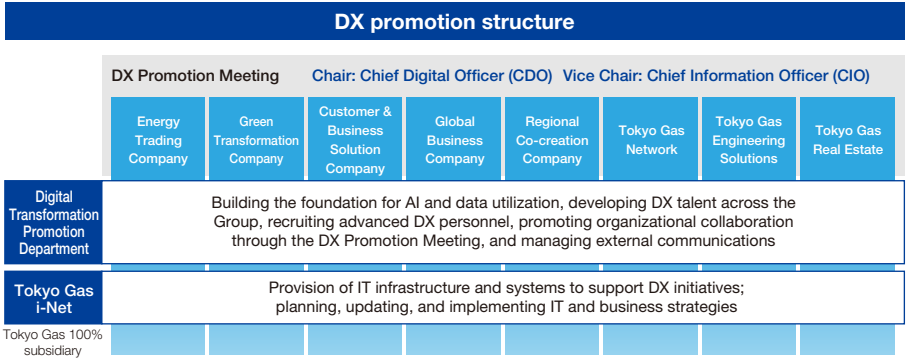 DX promotion structure
DX Promotion Meeting Chair: Chief Digital Officer (CDO) Vice Chair: Chief Information Officer (CIO)
Energy
Trading
Company
Green
Transformation
Company
Customer &
Business
Solution
Company
Global
Business
Company
Regional
Co-creation
Company
Tokyo Gas
Network
Tokyo Gas
Engineering
Solutions
Tokyo Gas
Real Estate
Digital
Transformation
Promotion
Department
Building the foundation for AI and data utilization, developing DX talent across the
Group, recruiting advanced DX personnel, promoting organizational collaboration
through the DX Promotion Meeting, and managing external communications
Tokyo Gas
i-Net
Provision of IT infrastructure and systems to support DX initiatives;
planning, updating, and implementing IT and business strategies
Tokyo Gas 100%
subsidiary